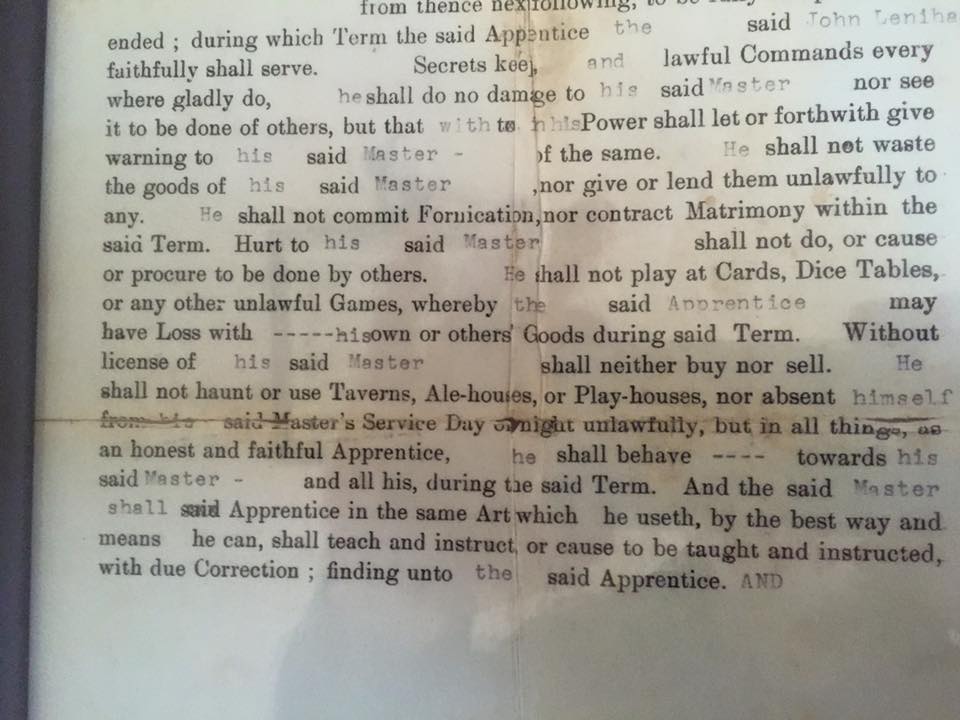 from thence next following, to be
ended ; during which Term the said Apprentice the said John Leniha
faithfully shall serve. Secrets keep, and lawful Commands every
where gladly do, he shall do no damage to his said Master nor see
it to be done of others, but that with to his Power shall let or forthwith give
warning to his said Master - of the same. He shall not waste
the goods of his said Master , nor give or lend them unlawfully to
any. He shall not commit Fornication, nor contract Matrimony within the
said Term. Hurt to his said Master shall not do, or cause
or procure to be done by others. He shall not play at Cards, Dice Tables,
or any other unlawful Games, whereby the said Apprentice may
have Loss with -----his own or others' Goods during said Term. Without
license of his said Master shall neither buy nor sell. He
shall not haunt or use Taverns, Ale-houses, or Play-houses, nor absent himself
from his said Master's Service Day or night unlawfully, but in all things, as
an honest and faithful Apprentice, he shall behave ---- towards his
said Master - and all his, during the said Term. And the said Master
shall said Apprentice in the same Art which he useth, by the best way and
means he can, shall teach and instruct, or cause to be taught and instructed,
with due Correction ; finding unto the said Apprentice. AND